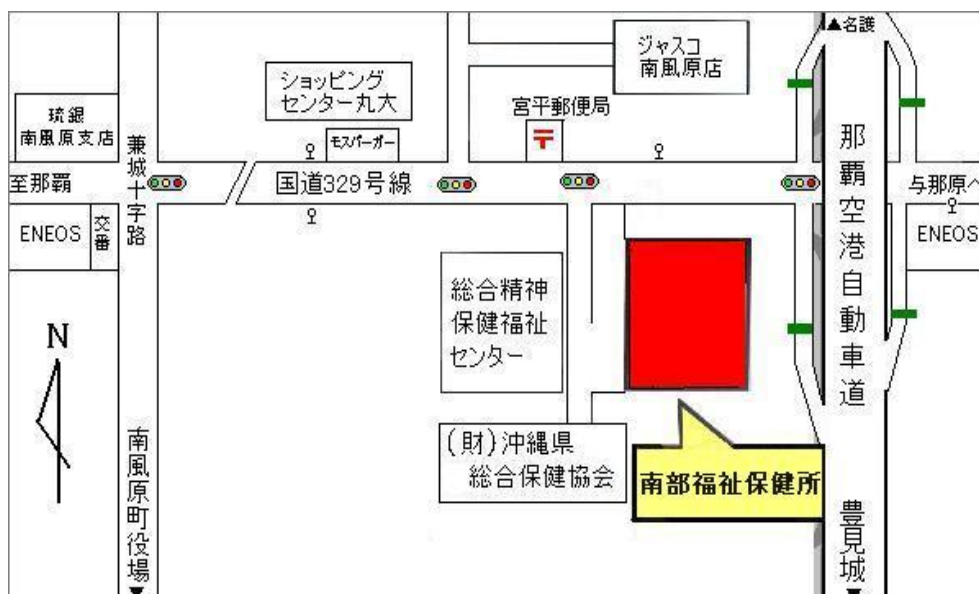 ▲名護
ジャスコ
南風原店
ショッピング
センター丸大
宮平郵便局
琉銀
南風原支店
モスバーガー
〒
兼城十字路
那覇空港自動車道
至那覇
国道329号線
与那原へ
ENEOS
交番
ENEOS
総合精神
保健福祉
センター
N
(財)沖縄県
総合保健協会
南部福祉保健所
南風原町役場▼
豊見城▼